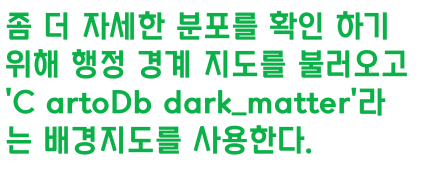 좀 더 자세한 분포를 확인 하기
위해 행정 경계 지도를 불러오고
'C artoDb dark_matter'라
는 배경지도를 사용한다.